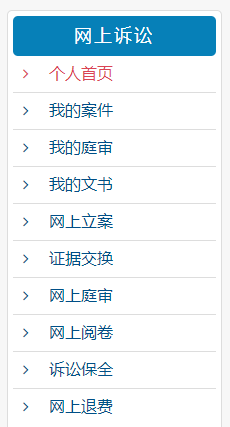 网上诉讼
个人首页
我的案件
我的庭审
我的文书
网上立案
证据交换
网上庭审
网上阅卷
诉讼保全
网上退费